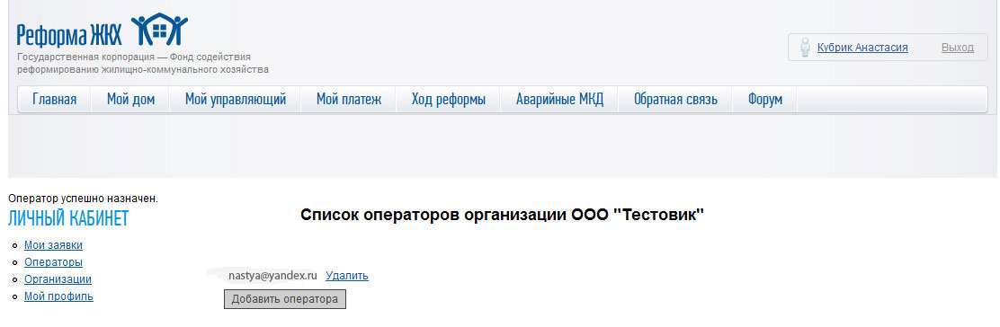 Реформа ЖКХ
Государственная корпорация — Фонд содействия
реформированию жилищно-коммунального хозяйства
Кубрик Анастасия Выход
Главная Мой дом Мой управляющий Мой платеж Ход реформы Аварийные МКД Обратная связь Форум
Оператор успешно назначен.
ЛИЧНЫЙ КАБИНЕТ
Список операторов организации ООО "Тестовик"
Мои заявки
Операторы
Организации
Мой профиль
nastya@yandex.ru Удалить
Добавить оператора